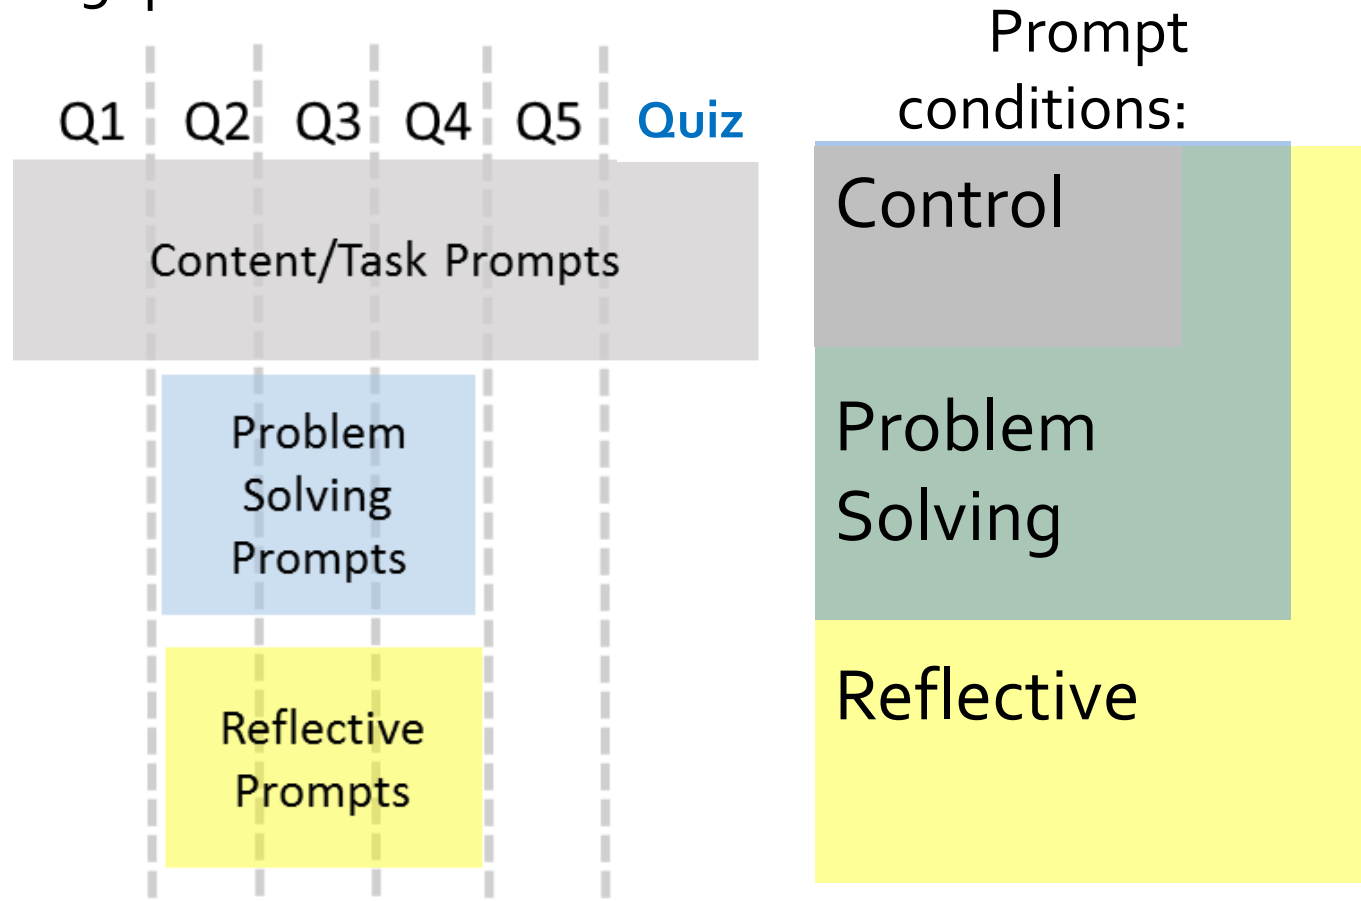 Q1 Q2 Q3 Q4 Q5 Quiz
Content/Task Prompts
Problem
Solving
Prompts
Reflective
Prompts
Prompt
conditions:
Control
Problem
Solving
Reflective